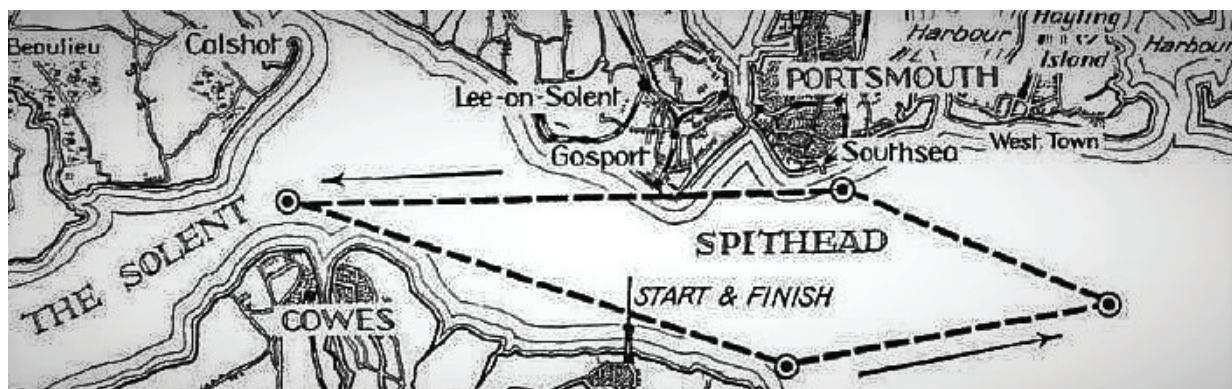 Beaulieu
Calshot
Harbour
Hayling
Island
Harbour
Lee-on-Solent
PORTSMOUTH
Gosport
Southsea
West Town
THE SOLENT
SPITHEAD
START & FINISH
COWES